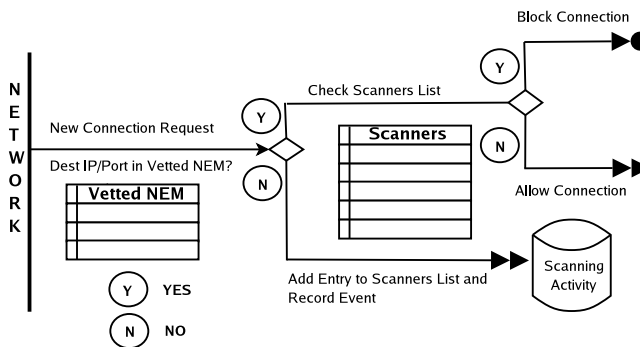 Block Connection
NETWORK
Y
Check Scanners List
Y
New Connection Request
Scanners
N
Dest IP/Port in Vetted NEM?
N
Vetted NEM
Allow Connection
Add Entry to Scanners List and
Record Event
Scanning
Activity
Y YES
N NO